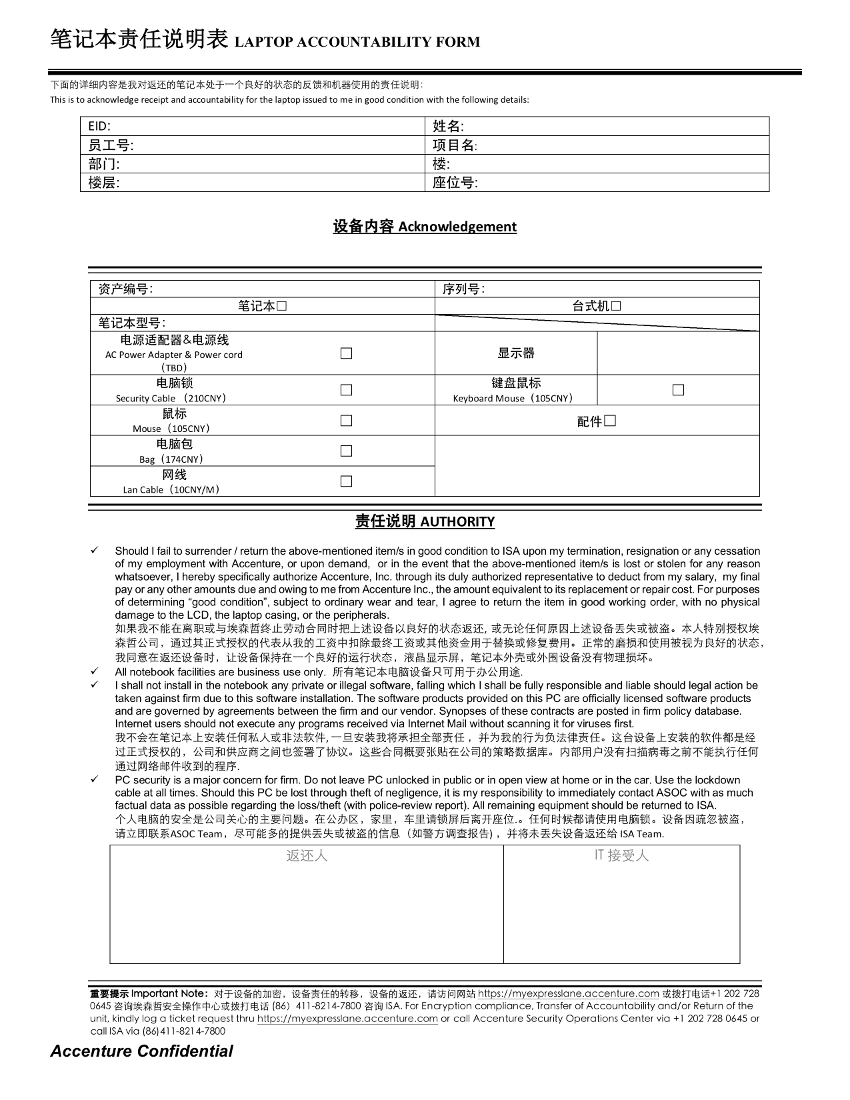 笔记本责任说明表 LAPTOP ACCOUNTABILITY FORM
下面的详细内容是我对返还的笔记本处于一个良好的状态的反馈和机器使用的责任说明:
This is to acknowledge receipt and accountability for the laptop issued to me in good condition with the following details:
EID: 姓名:
员工号: 项目名:
部门: 楼:
楼层: 座位号:
设备内容 Acknowledgement
资产编号: 序列号:
笔记本☐ 台式机☐
笔记本型号:
电源适配器&电源线
AC Power Adapter & Power cord
（TBD）
☐ 显示器
电脑锁
Security Cable （210CNY）
☐ 键盘鼠标
Keyboard Mouse（105CNY）
☐
鼠标
Mouse（105CNY）
☐ 配件☐
电脑包
Bag（174CNY）
☐
网线
Lan Cable（10CNY/M）
☐
责任说明 AUTHORITY
✓ Should I fail to surrender / return the above-mentioned item/s in good condition to ISA upon my termination, resignation or any cessation
of my employment with Accenture, or upon demand, or in the event that the above-mentioned item/s is lost or stolen for any reason
whatsoever, I hereby specifically authorize Accenture, Inc. through its duly authorized representative to deduct from my salary, my final
pay or any other amounts due and owing to me from Accenture Inc., the amount equivalent to its replacement or repair cost. For purposes
of determining “good condition”, subject to ordinary wear and tear, I agree to return the item in good working order, with no physical
damage to the LCD, the laptop casing, or the peripherals.
如果我不能在离职或与埃森哲终止劳动合同时把上述设备以良好的状态返还, 或无论任何原因上述设备丢失或被盗。本人特别授权埃
森哲公司，通过其正式授权的代表从我的工资中扣除最终工资或其他资金用于替换或修复费用。正常的磨损和使用被视为良好的状态,
我同意在返还设备时，让设备保持在一个良好的运行状态，液晶显示屏，笔记本外壳或外围设备没有物理损坏。
✓ All notebook facilities are business use only. 所有笔记本电脑设备只可用于办公用途.
✓ I shall not install in the notebook any private or illegal software, falling which I shall be fully responsible and liable should legal action be
taken against firm due to this software installation. The software products provided on this PC are officially licensed software products
and are governed by agreements between the firm and our vendor. Synopses of these contracts are posted in firm policy database.
Internet users should not execute any programs received via Internet Mail without scanning it for viruses first.
我不会在笔记本上安装任何私人或非法软件,一旦安装我将承担全部责任，并为我的行为负法律责任。这台设备上安装的软件都是经
过正式授权的，公司和供应商之间也签署了协议。这些合同概要张贴在公司的策略数据库。内部用户没有扫描病毒之前不能执行任何
通过网络邮件收到的程序.
✓ PC security is a major concern for firm. Do not leave PC unlocked in public or in open view at home or in the car. Use the lockdown
cable at all times. Should this PC be lost through theft of negligence, it is my responsibility to immediately contact ASOC with as much
factual data as possible regarding the loss/theft (with police-review report). All remaining equipment should be returned to ISA.
个人电脑的安全是公司关心的主要问题。在公办区，家里，车里请锁屏后离开座位.。任何时候都请使用电脑锁。设备因疏忽被盗，
请立即联系ASOC Team，尽可能多的提供丢失或被盗的信息（如警方调查报告)，并将未丢失设备返还给 ISA Team.
返还人 IT 接受人
重要提示 Important Note: 对于设备的加密，设备责任的转移，设备的返还，请访问网站 https://myexpresslane.accenture.com 或拨打电话+1 202 728
0645 咨询埃森哲安全操作中心或拨打电话 (86）411-8214-7800 咨询 ISA. For Encryption compliance, Transfer of Accountability and/or Return of the
unit, kindly log a ticket request thru https://myexpresslane.accenture.com or call Accenture Security Operations Center via +1 202 728 0645 or
call ISA via (86)411-8214-7800
Accenture Confidential